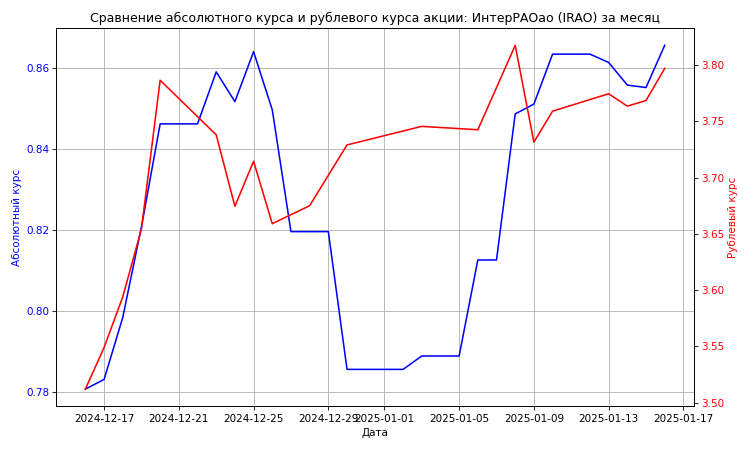 Сравнение абсолютного курса и рублевого курса акции: ИнтерРАОао (IRAO) за месяц
Абсолютный курс
0.86
0.84
0.82
0.80
0.78
3.80
3.75
3.70
3.65
3.60
3.55
3.50
Рублевый курс
2024-12-17 2024-12-21 2024-12-25 2024-12-29 2025-01-01 2025-01-05 2025-01-09 2025-01-13 2025-01-17
Дата